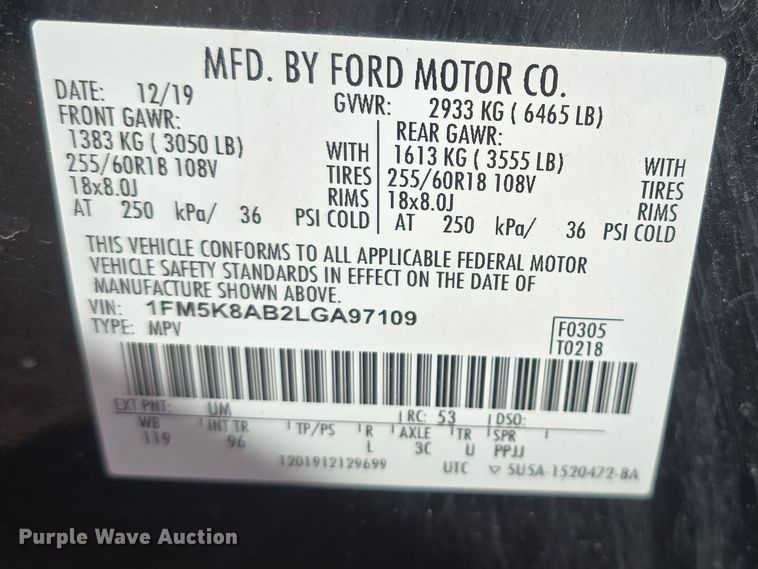 MFD. BY FORD MOTOR CO.
DATE: 12/19 GVWR: 2933 KG ( 6465 LB)
FRONT GAWR: REAR GAWR:
1383 KG ( 3050 LB) WITH 1613 KG ( 3555 LB) WITH
255/60R18 108V TIRES 255/60R18 108V TIRES
18x8.0J RIMS 18x8.0J RIMS
AT 250 kPa/ 36 PSI COLD AT 250 kPa/ 36 PSI COLD
THIS VEHICLE CONFORMS TO ALL APPLICABLE FEDERAL MOTOR
VEHICLE SAFETY STANDARDS IN EFFECT ON THE DATE OF
MANUFACTURE SHOWN ABOVE.
VIN: 1FM5K8AB2LGA97109
TYPE: MPV F0305
T0218
EXT PNT: UM RC: 53 DSO:
WB INT TR TP/PS R AXLE TR SPR
119 96 L 3C U PPJJ
1201912129699 UTC ▽ 5U5A-1520472-BA
Purple Wave Auction